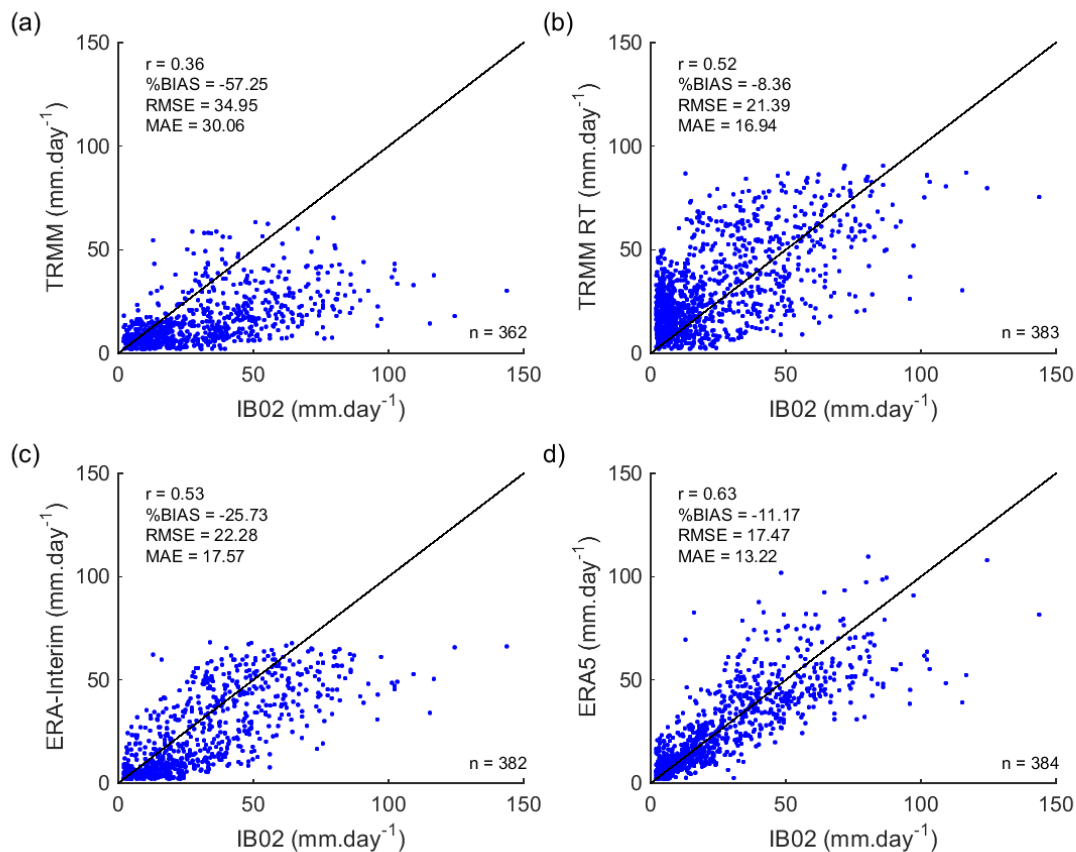 (a)
150
r = 0.36
%BIAS = -57.25
RMSE = 34.95
MAE = 30.06
100
50
0
TRMM (mm.day⁻¹)
n = 362
0 50 100 150
IB02 (mm.day⁻¹)
(b)
150
r = 0.52
%BIAS = -8.36
RMSE = 21.39
MAE = 16.94
100
50
0
TRMM RT (mm.day⁻¹)
n = 383
0 50 100 150
IB02 (mm.day⁻¹)
(c)
150
r = 0.53
%BIAS = -25.73
RMSE = 22.28
MAE = 17.57
100
50
0
ERA-Interim (mm.day⁻¹)
n = 382
0 50 100 150
IB02 (mm.day⁻¹)
d)
150
r = 0.63
%BIAS = -11.17
RMSE = 17.47
MAE = 13.22
100
50
0
ERA5 (mm.day⁻¹)
n = 384
0 50 100 150
IB02 (mm.day⁻¹)